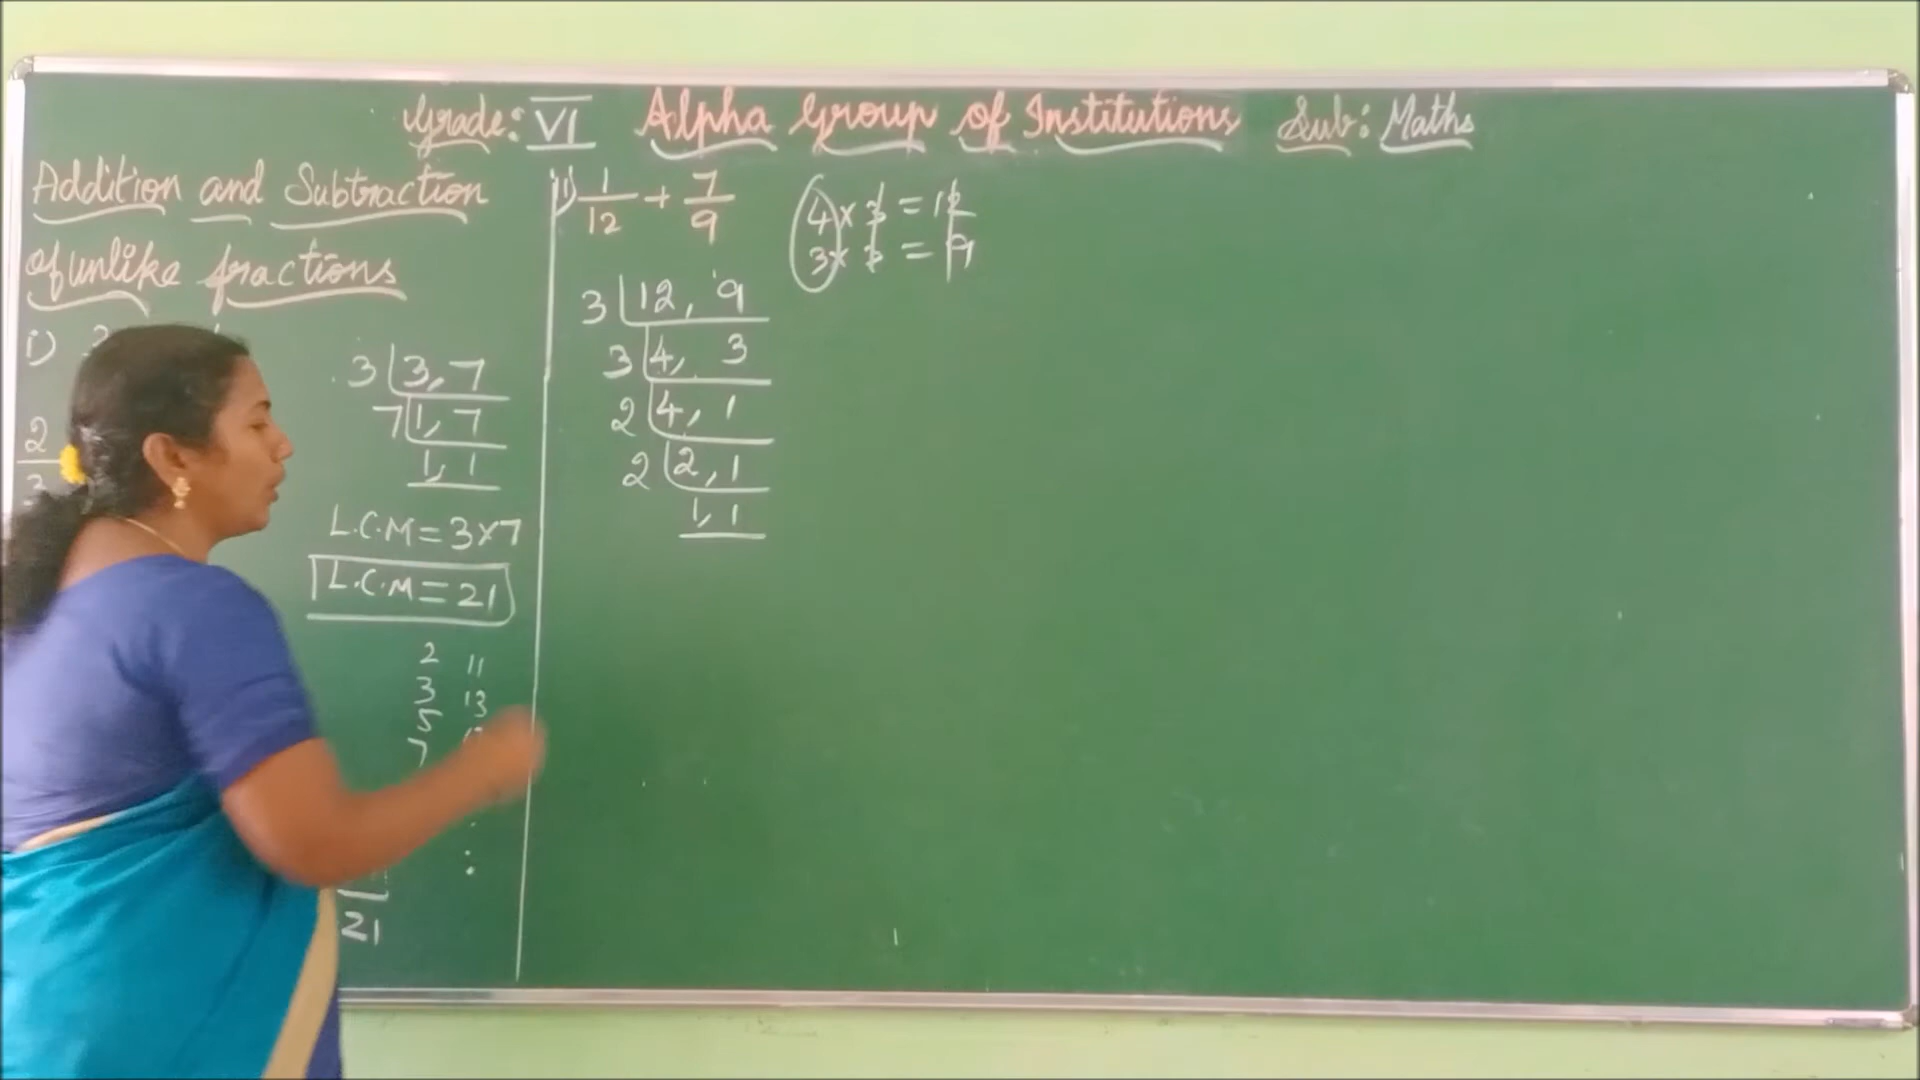 Grade: VI Alpha Group of Institutions Sub: Maths
Addition and Subtraction
of unlike fractions
i)
2
3
3 | 3, 7
7 | 1, 7
1, 1
L.C.M = 3 x 7
L.C.M = 21
2 11
3 13
5
7
21
ii) 1/12 + 7/9
4 x 3 = 12
3 x 3 = 9
3 | 12, 9
3 | 4, 3
2 | 4, 1
2 | 2, 1
1, 1